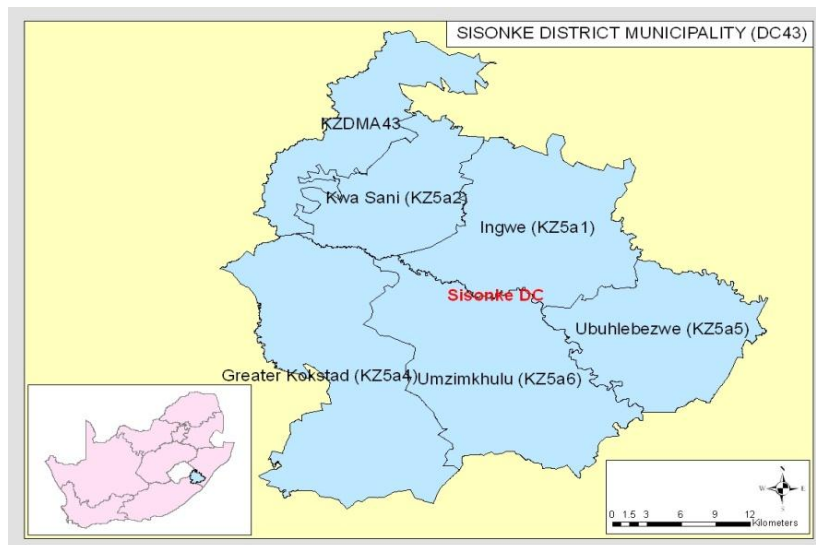 SISONKE DISTRICT MUNICIPALITY (DC43)
KZDMA43
Kwa Sani (KZ5a2)
Ingwe (KZ5a1)
Sisonke DC
Ubuhlebezwe (KZ5a5)
Greater Kokstad (KZ5a4)
Umzimkhulu (KZ5a6)
N
W E
S
0 1.5 3 6 9 12
Kilometers